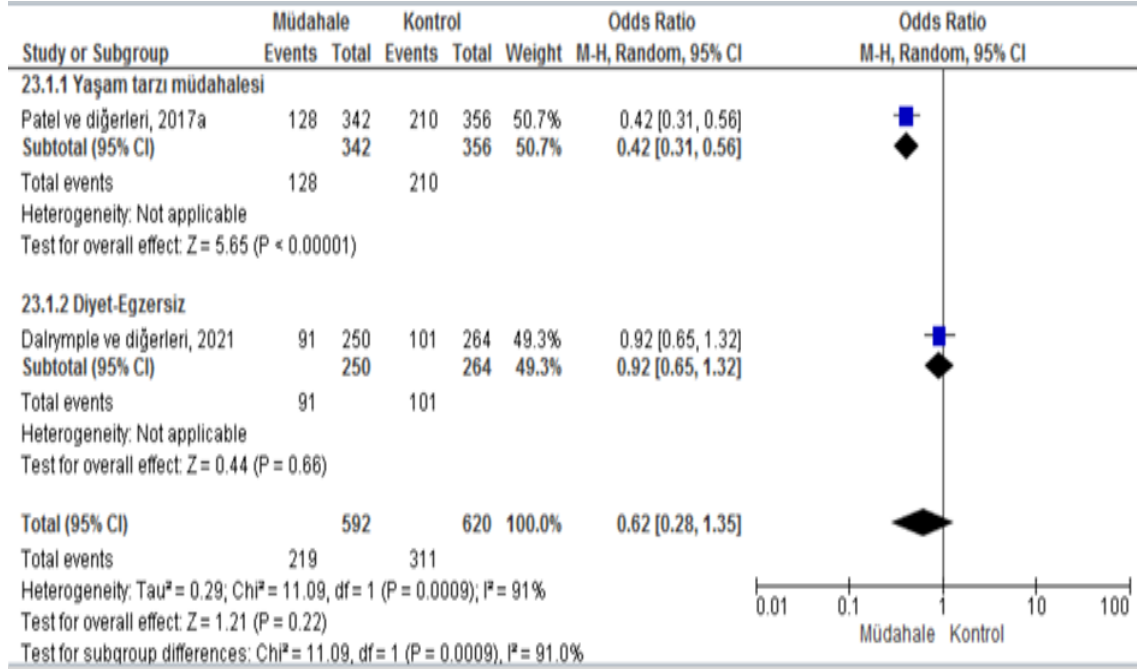 Müdahale Kontrol Odds Ratio Odds Ratio
Study or Subgroup Events Total Events Total Weight M-H, Random, 95% CI M-H, Random, 95% CI
23.1.1 Yaşam tarzı müdahalesi
Patel ve diğerleri, 2017a 128 342 210 356 50.7% 0.42 [0.31, 0.56]
Subtotal (95% CI) 342 356 50.7% 0.42 [0.31, 0.56]
Total events 128 210
Heterogeneity: Not applicable
Test for overall effect: Z = 5.65 (P < 0.00001)
23.1.2 Diyet-Egzersiz
Dalrymple ve diğerleri, 2021 91 250 101 264 49.3% 0.92 [0.65, 1.32]
Subtotal (95% CI) 250 264 49.3% 0.92 [0.65, 1.32]
Total events 91 101
Heterogeneity: Not applicable
Test for overall effect: Z = 0.44 (P = 0.66)
Total (95% CI) 592 620 100.0% 0.62 [0.28, 1.35]
Total events 219 311
Heterogeneity: Tau² = 0.29; Chi² = 11.09, df = 1 (P = 0.0009); I² = 91%
Test for overall effect: Z = 1.21 (P = 0.22)
Test for subgroup differences: Chi² = 11.09, df = 1 (P = 0.0009), I² = 91.0%
0.01 0.1 1 10 100
Müdahale Kontrol